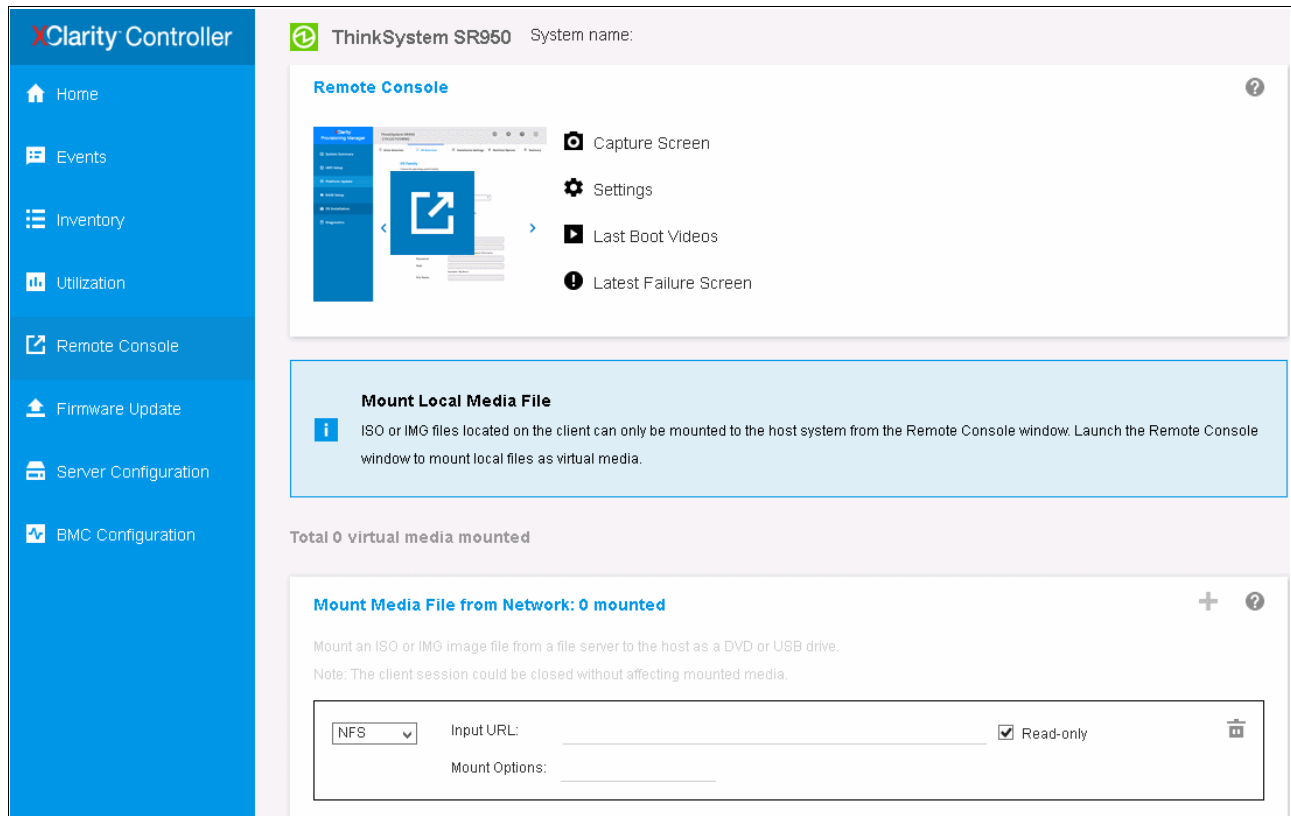 XClarity Controller
ThinkSystem SR950 System name:
Home
Events
Inventory
Utilization
Remote Console
Firmware Update
Server Configuration
BMC Configuration
Remote Console
Capture Screen
Settings
Last Boot Videos
Latest Failure Screen
Mount Local Media File
ISO or IMG files located on the client can only be mounted to the host system from the Remote Console window. Launch the Remote Console
window to mount local files as virtual media.
Total 0 virtual media mounted
Mount Media File from Network: 0 mounted
Mount an ISO or IMG image file from a file server to the host as a DVD or USB drive.
Note: The client session could be closed without affecting mounted media.
NFS Input URL: Read-only
Mount Options: